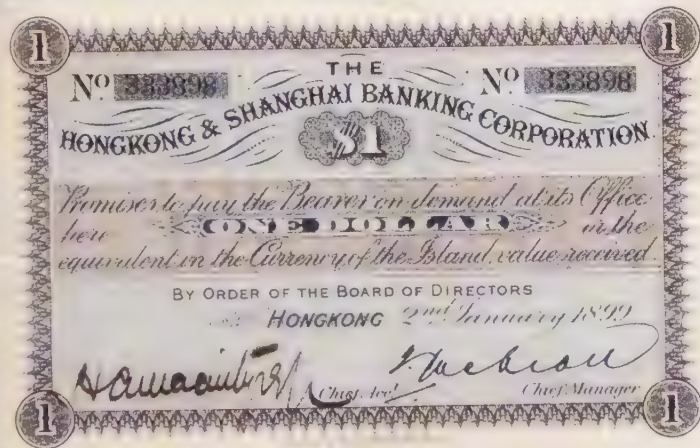 1 1
THE
Nº 333898 Nº 333898
HONGKONG & SHANGHAI BANKING CORPORATION.
$1
Promises to pay the Bearer on demand at its Office
here ONE DOLLAR or the
equivalent in the Currency of the Island, value received.
BY ORDER OF THE BOARD OF DIRECTORS
HONGKONG 2nd January 1899
Chief Acct. Chief Manager
1 1